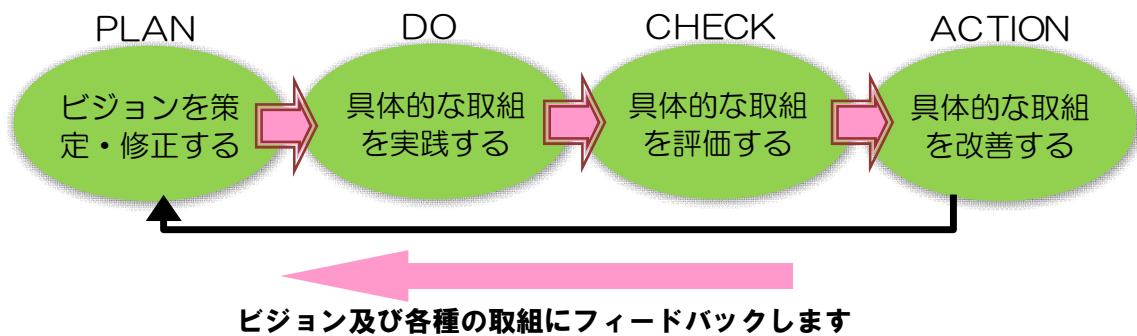 PLAN
DO
CHECK
ACTION
ビジョンを策
定・修正する
具体的な取組
を実践する
具体的な取組
を評価する
具体的な取組
を改善する
ビジョン及び各種の取組にフィードバックします